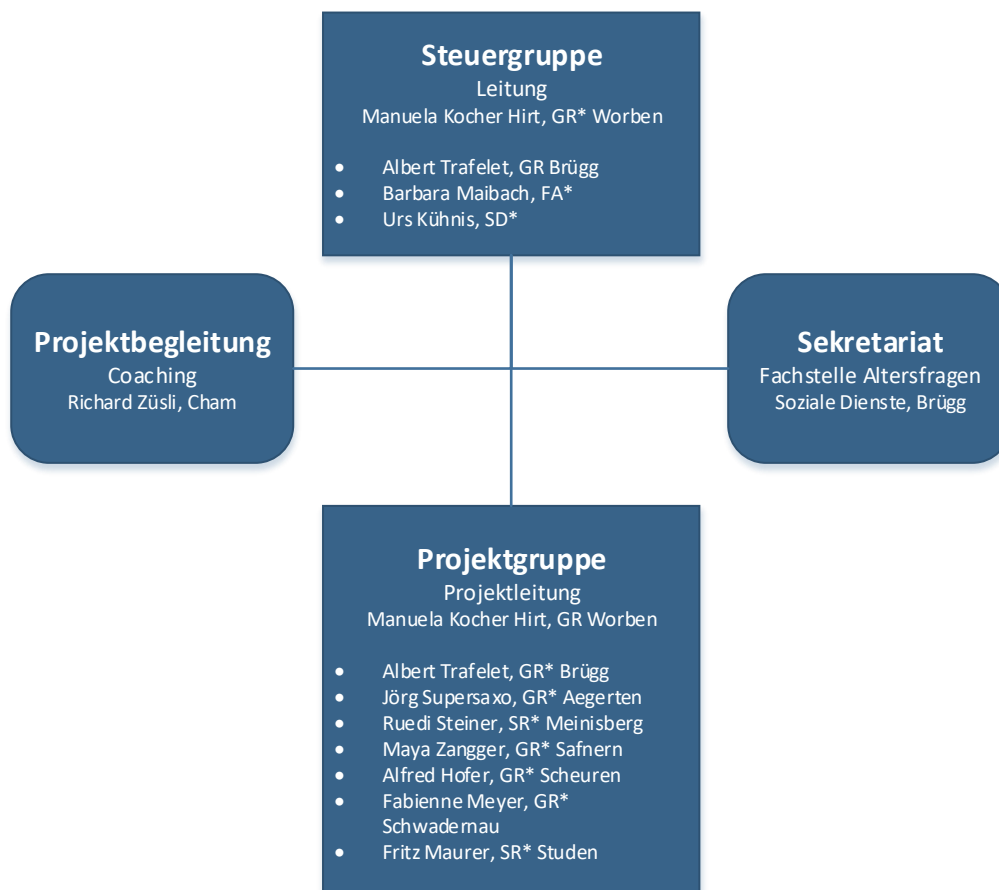 Steuergruppe
Leitung
Manuela Kocher Hirt, GR* Worben
• Albert Trafelet, GR Brügg
• Barbara Maibach, FA*
• Urs Kühnis, SD*
Projektbegleitung
Coaching
Richard Züsli, Cham
Sekretariat
Fachstelle Altersfragen
Soziale Dienste, Brügg
Projektgruppe
Projektleitung
Manuela Kocher Hirt, GR Worben
• Albert Trafelet, GR* Brügg
• Jörg Supersaxo, GR* Aegerten
• Ruedi Steiner, SR* Meinisberg
• Maya Zangger, GR* Safnern
• Alfred Hofer, GR* Scheuren
• Fabienne Meyer, GR*
Schwadernau
• Fritz Maurer, SR* Studen